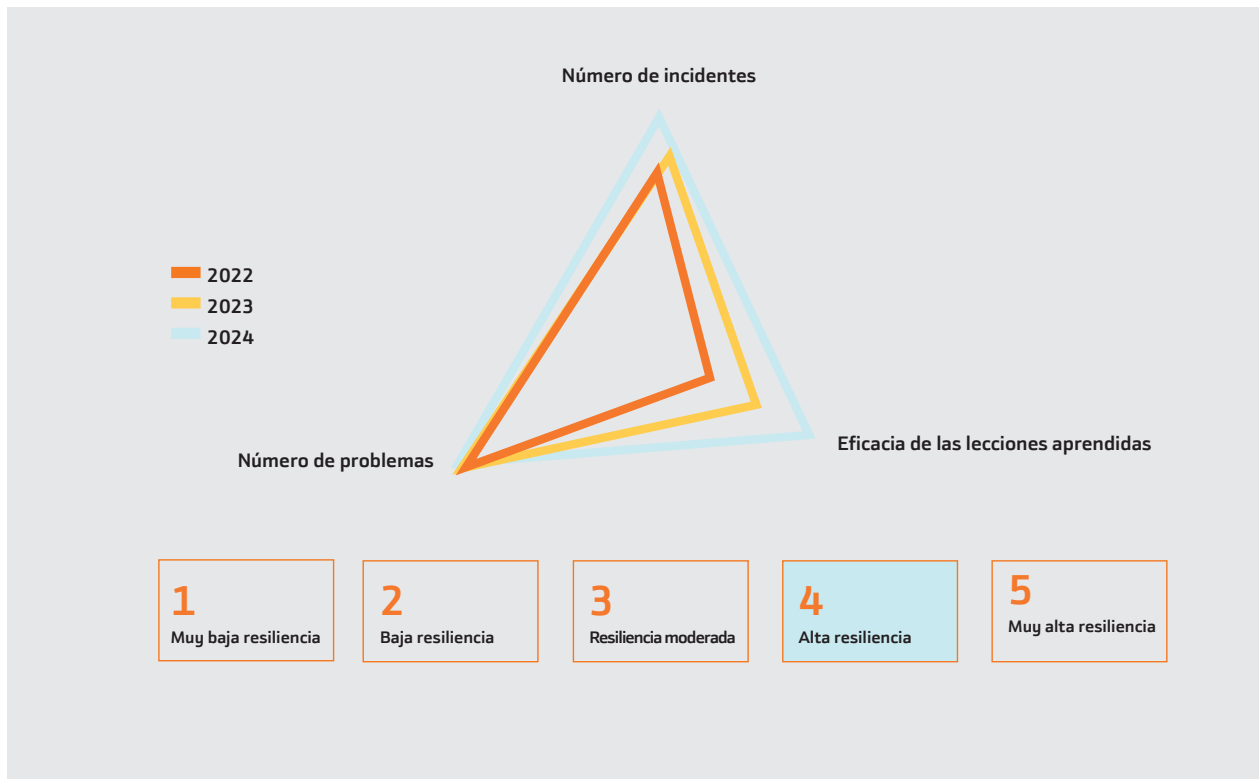 Número de incidentes
2022
2023
2024
Número de problemas
Eficacia de las lecciones aprendidas
1
Muy baja resiliencia
2
Baja resiliencia
3
Resiliencia moderada
4
Alta resiliencia
5
Muy alta resiliencia